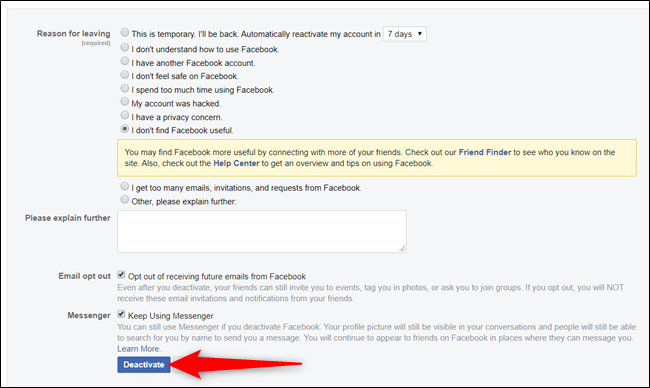 Reason for leaving This is temporary. I'll be back. Automatically reactivate my account in 7 days
(required)
I don't understand how to use Facebook.
I have another Facebook account.
I don't feel safe on Facebook.
I spend too much time using Facebook.
My account was hacked.
I have a privacy concern.
I don't find Facebook useful.
You may find Facebook more useful by connecting with more of your friends. Check out our Friend Finder to see who you know on the
site. Also, check out the Help Center to get an overview and tips on using Facebook.
I get too many emails, invitations, and requests from Facebook.
Other, please explain further:
Please explain further
Email opt out Opt out of receiving future emails from Facebook
Even after you deactivate, your friends can still invite you to events, tag you in photos, or ask you to join groups. If you opt out, you will NOT
receive these email invitations and notifications from your friends.
Messenger Keep Using Messenger
You can still use Messenger if you deactivate Facebook. Your profile picture will still be visible in your conversations and people will still be able
to search for you by name to send you a message. You will continue to appear to friends on Facebook in places where they can message you.
Learn More.
Deactivate